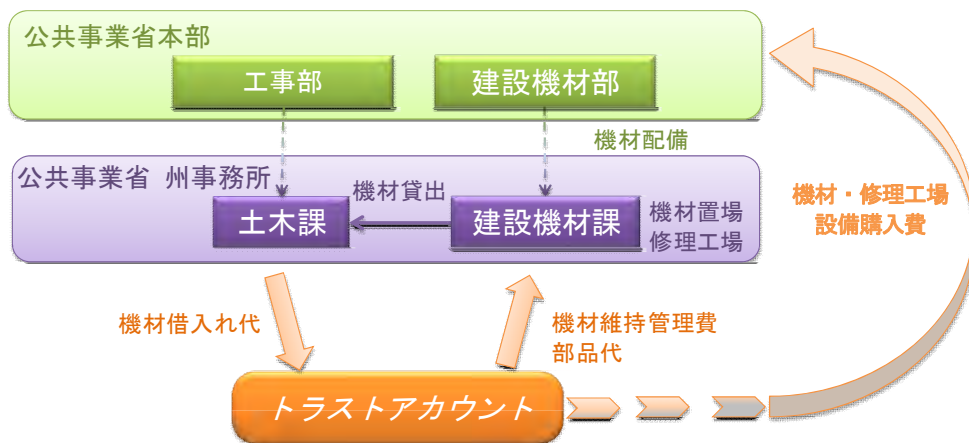 公共事業省本部
工事部
建設機材部
機材配備
公共事業省 州事務所
機材貸出
土木課
建設機材課
機材置場
修理工場
機材・修理工場
設備購入費
機材借入れ代
機材維持管理費
部品代
トラストアカウント